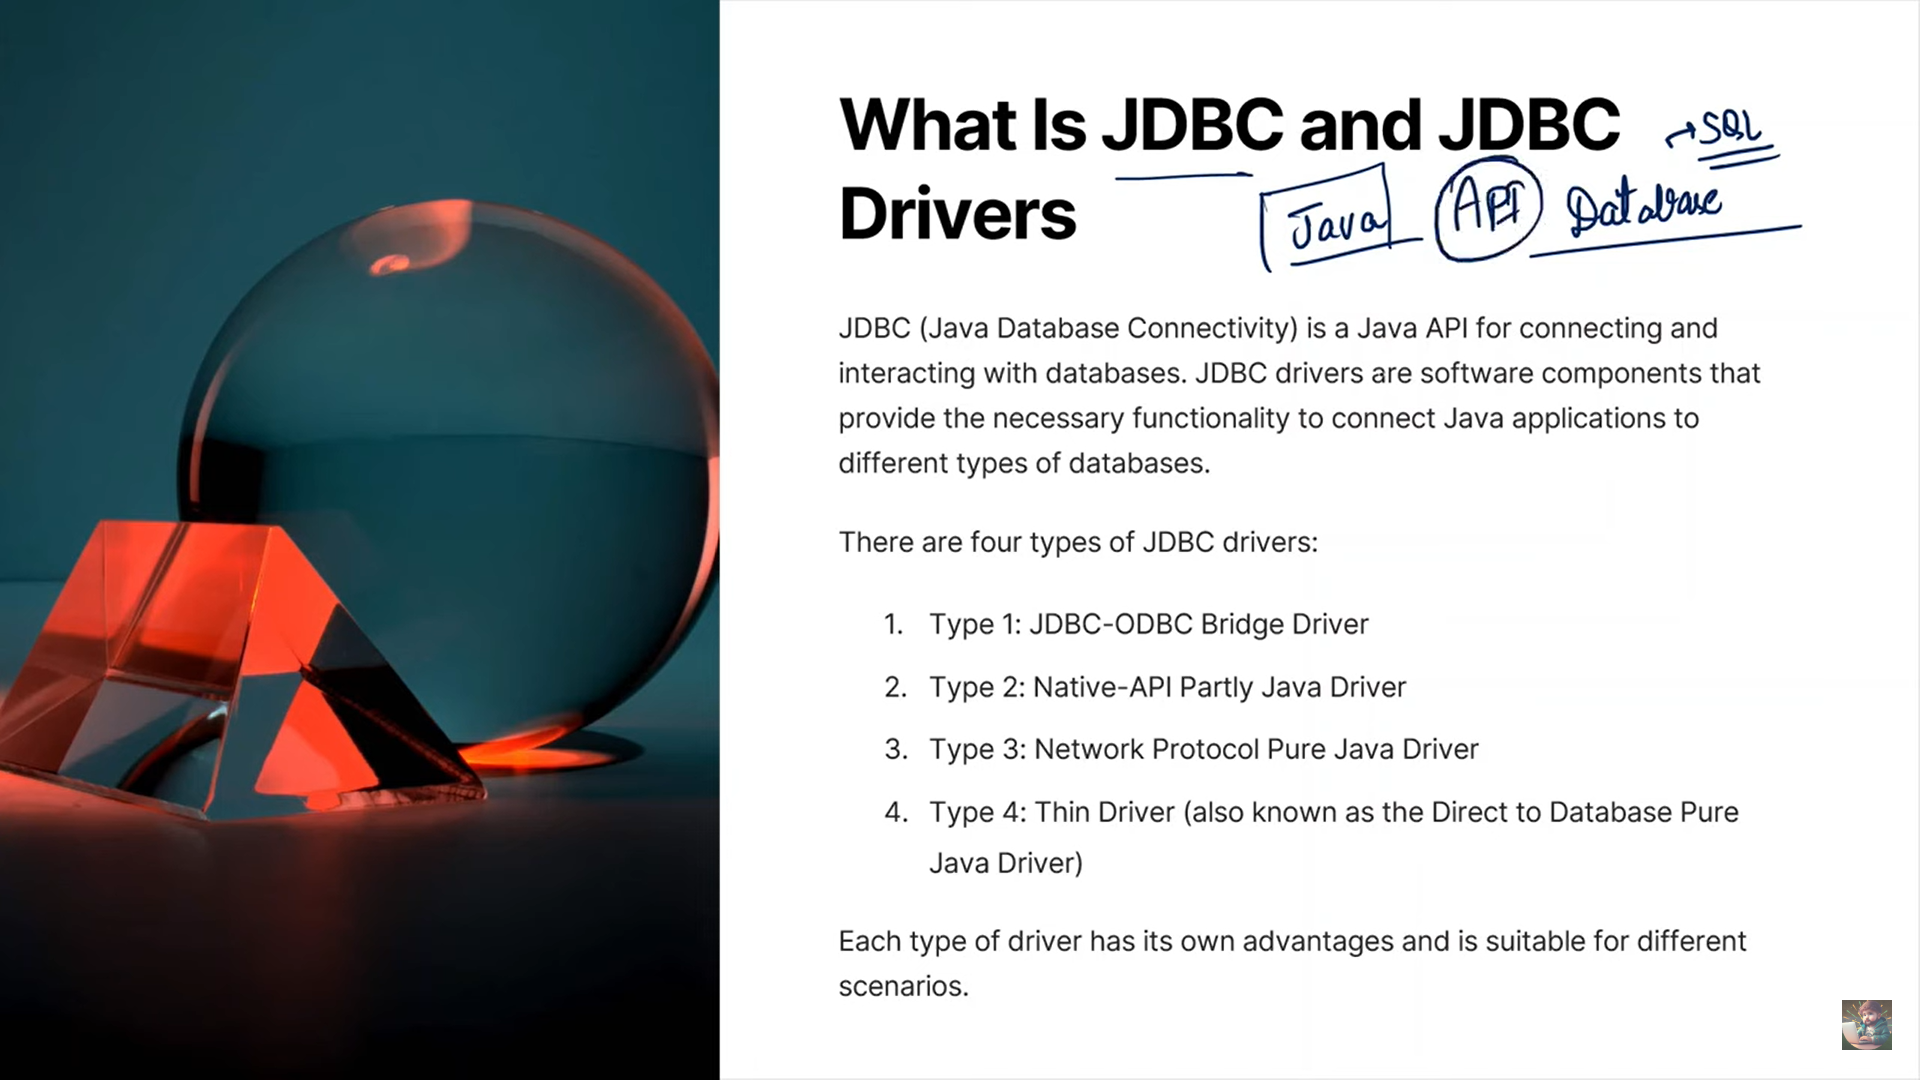 What Is JDBC and JDBC
→ SQL
Drivers
Java API Database
JDBC (Java Database Connectivity) is a Java API for connecting and
interacting with databases. JDBC drivers are software components that
provide the necessary functionality to connect Java applications to
different types of databases.
There are four types of JDBC drivers:
1. Type 1: JDBC-ODBC Bridge Driver
2. Type 2: Native-API Partly Java Driver
3. Type 3: Network Protocol Pure Java Driver
4. Type 4: Thin Driver (also known as the Direct to Database Pure
Java Driver)
Each type of driver has its own advantages and is suitable for different
scenarios.